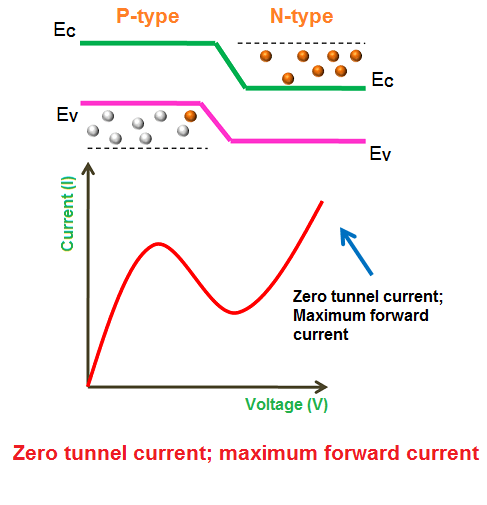 P-type
N-type
Ec
Ec
Ev
Ev
Current (I)
Zero tunnel current;
Maximum forward
current
Voltage (V)
Zero tunnel current; maximum forward current